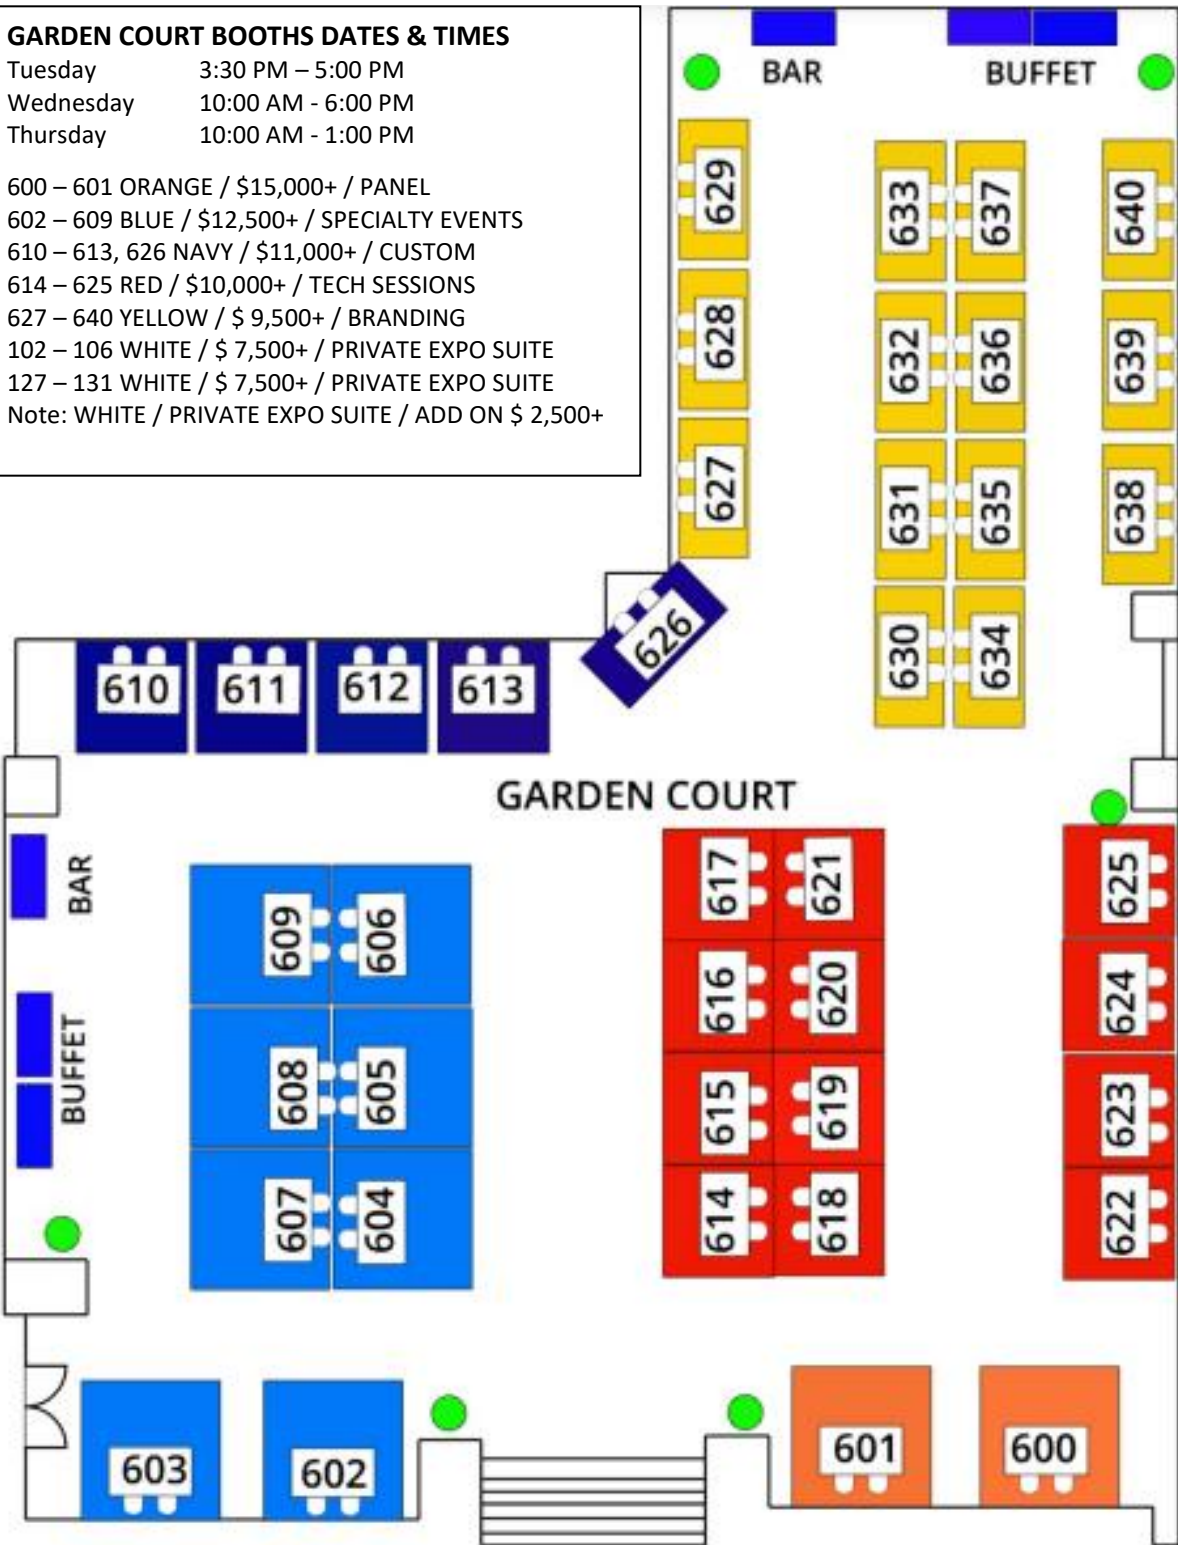 GARDEN COURT BOOTHS DATES & TIMES
Tuesday 3:30 PM – 5:00 PM
Wednesday 10:00 AM - 6:00 PM
Thursday 10:00 AM - 1:00 PM
600 – 601 ORANGE / $15,000+ / PANEL
602 – 609 BLUE / $12,500+ / SPECIALTY EVENTS
610 – 613, 626 NAVY / $11,000+ / CUSTOM
614 – 625 RED / $10,000+ / TECH SESSIONS
627 – 640 YELLOW / $ 9,500+ / BRANDING
102 – 106 WHITE / $ 7,500+ / PRIVATE EXPO SUITE
127 – 131 WHITE / $ 7,500+ / PRIVATE EXPO SUITE
Note: WHITE / PRIVATE EXPO SUITE / ADD ON $ 2,500+
BAR
BUFFET
629
633
637
640
628
632
636
639
627
631
635
638
626
630
634
610
611
612
613
GARDEN COURT
BAR
BUFFET
609
606
608
605
607
604
617
621
625
616
620
624
615
619
623
614
618
622
603
602
601
600